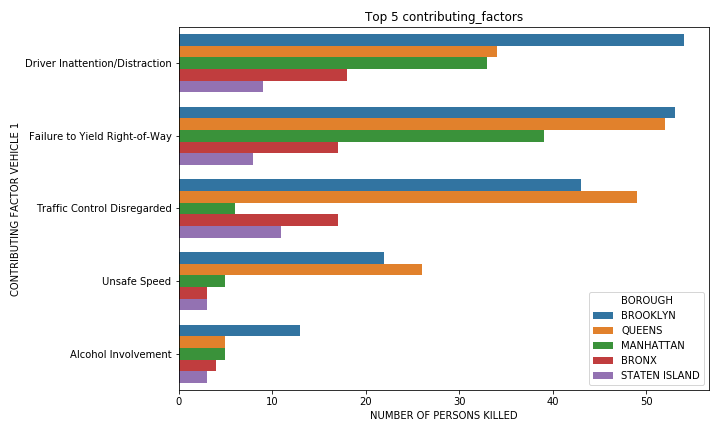 Top 5 contributing_factors
CONTRIBUTING FACTOR VEHICLE 1
Driver Inattention/Distraction
Failure to Yield Right-of-Way
Traffic Control Disregarded
Unsafe Speed
Alcohol Involvement
BOROUGH
BROOKLYN
QUEENS
MANHATTAN
BRONX
STATEN ISLAND
0 10 20 30 40 50
NUMBER OF PERSONS KILLED